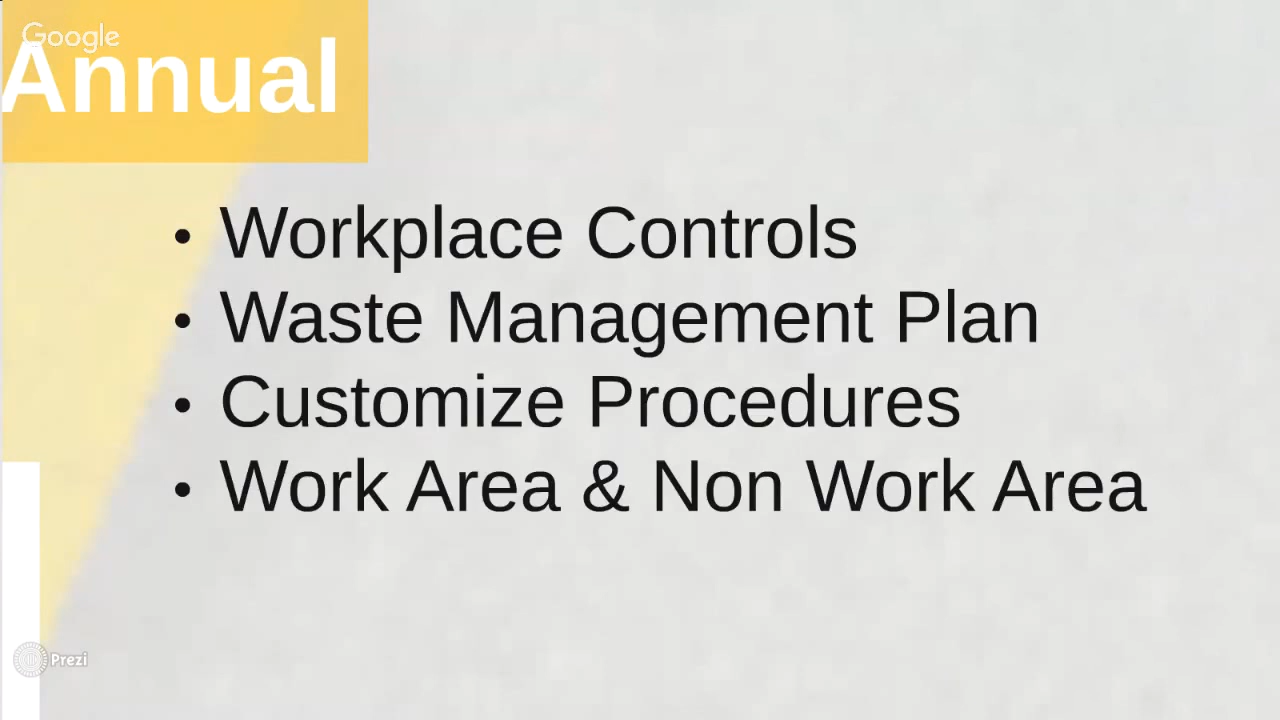 Google
Annual
• Workplace Controls
• Waste Management Plan
• Customize Procedures
• Work Area & Non Work Area
Prezi